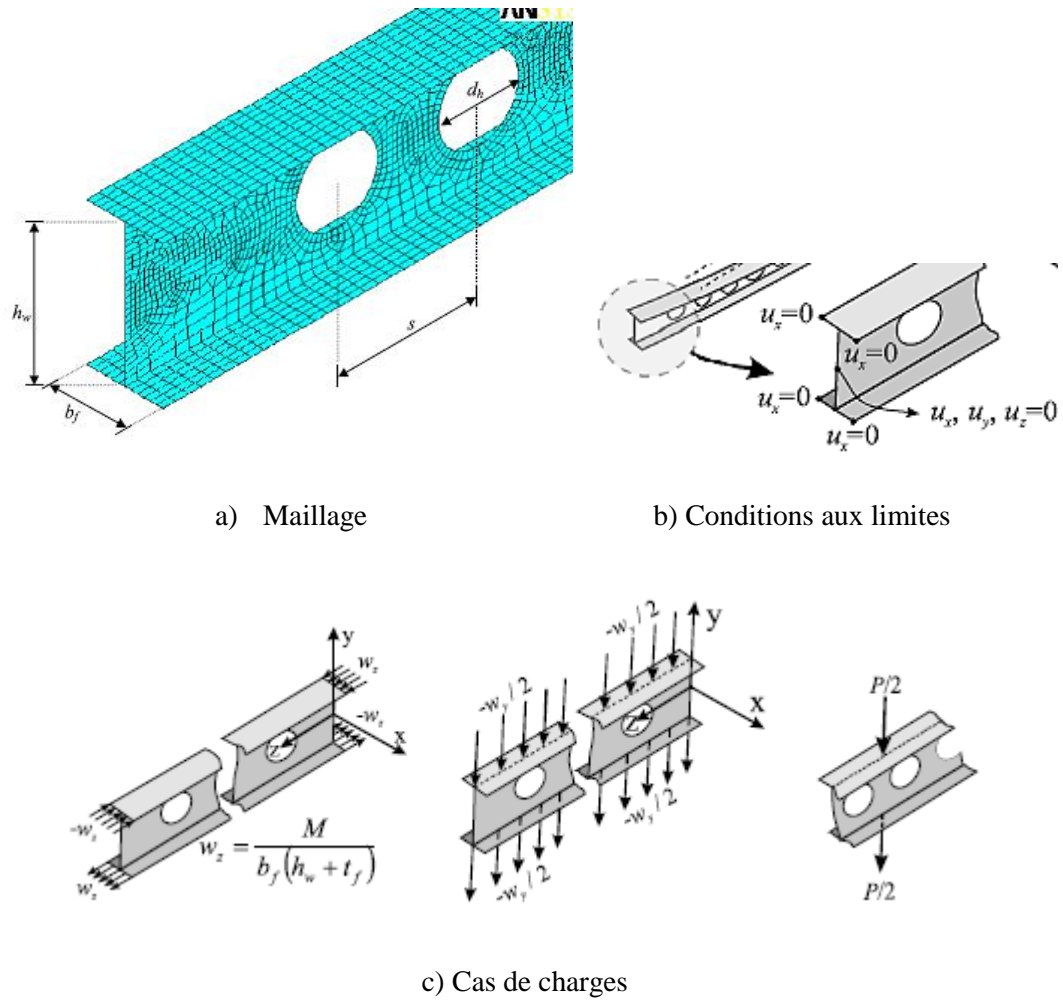 d_h
h_w
s
b_f
u_x=0
u_x=0
u_x=0
u_x, u_y, u_z=0
u_x=0
a) Maillage
b) Conditions aux limites
y
w_z
-w_z
x
z
-w_z
w_z
w_z = M / b_f(h_w + t_f)
-w_y/2
y
-w_y/2
x
z
-w_y/2
-w_y/2
P/2
P/2
c) Cas de charges